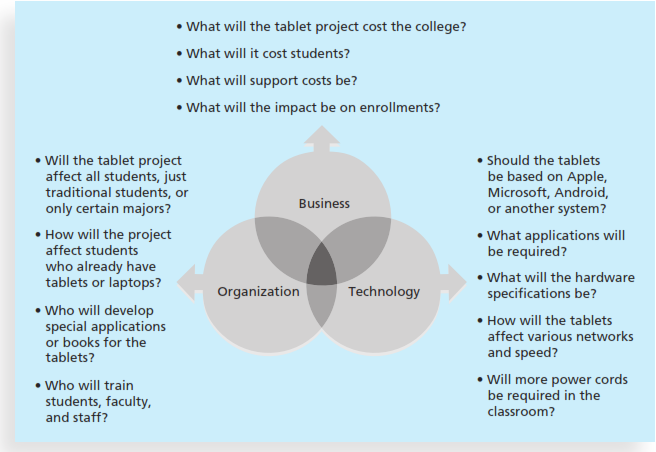 • What will the tablet project cost the college?
• What will it cost students?
• What will support costs be?
• What will the impact be on enrollments?
• Will the tablet project
affect all students, just
traditional students, or
only certain majors?
• How will the project
affect students
who already have
tablets or laptops?
• Who will develop
special applications
or books for the
tablets?
• Who will train
students, faculty,
and staff?
Business
Organization
Technology
• Should the tablets
be based on Apple,
Microsoft, Android,
or another system?
• What applications will
be required?
• What will the hardware
specifications be?
• How will the tablets
affect various networks
and speed?
• Will more power cords
be required in the
classroom?